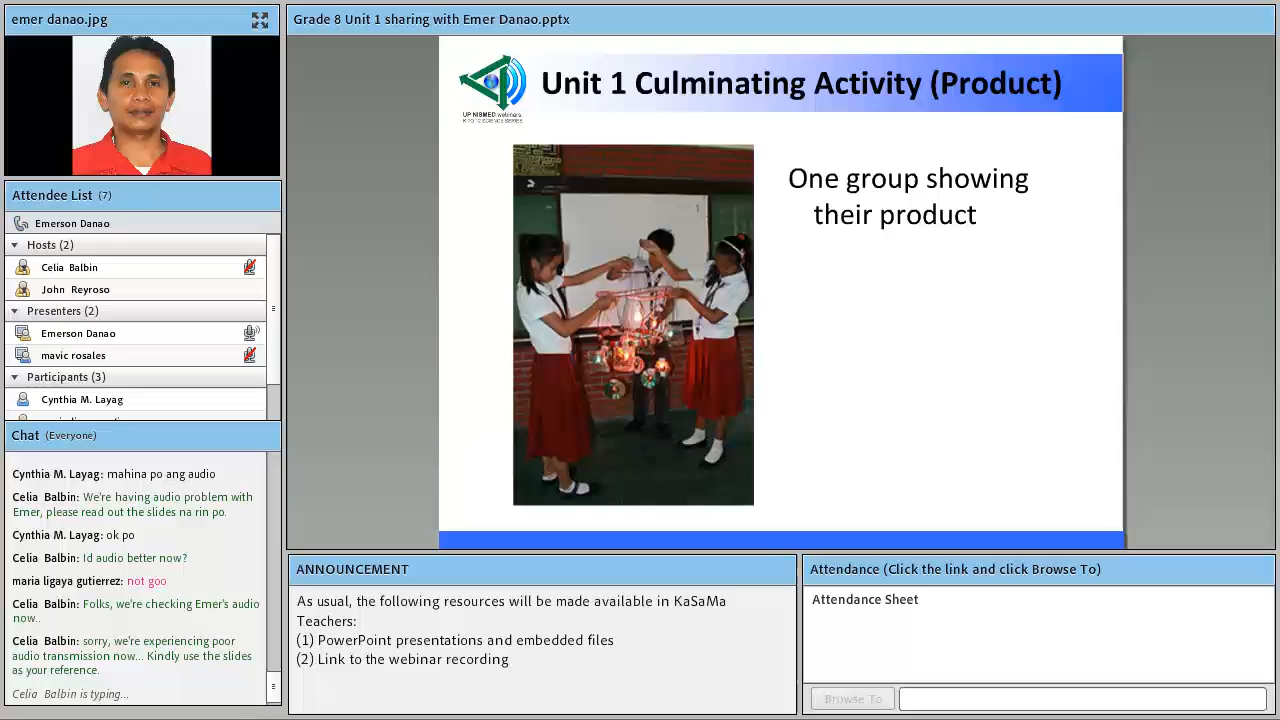 emer danao.jpg
Attendee List (7)
Emerson Danao
Hosts (2)
Celia Balbin
John Reyroso
Presenters (2)
Emerson Danao
mavic rosales
Participants (3)
Cynthia M. Layag
Chat (Everyone)
Cynthia M. Layag: mahina po ang audio
Celia Balbin: We're having audio problem with
Emer, please read out the slides na rin po.
Cynthia M. Layag: ok po
Celia Balbin: Id audio better now?
maria ligaya gutierrez: not goo
Celia Balbin: Folks, we're checking Emer's audio
now..
Celia Balbin: sorry, we're experiencing poor
audio transmission now... Kindly use the slides
as your reference.
Celia Balbin is typing...
Grade 8 Unit 1 sharing with Emer Danao.pptx
UP NISMED webinars:
K TO 12 SCIENCE SERIES
Unit 1 Culminating Activity (Product)
One group showing
their product
ANNOUNCEMENT
As usual, the following resources will be made available in KaSaMa
Teachers:
(1) PowerPoint presentations and embedded files
(2) Link to the webinar recording
Attendance (Click the link and click Browse To)
Attendance Sheet
Browse To